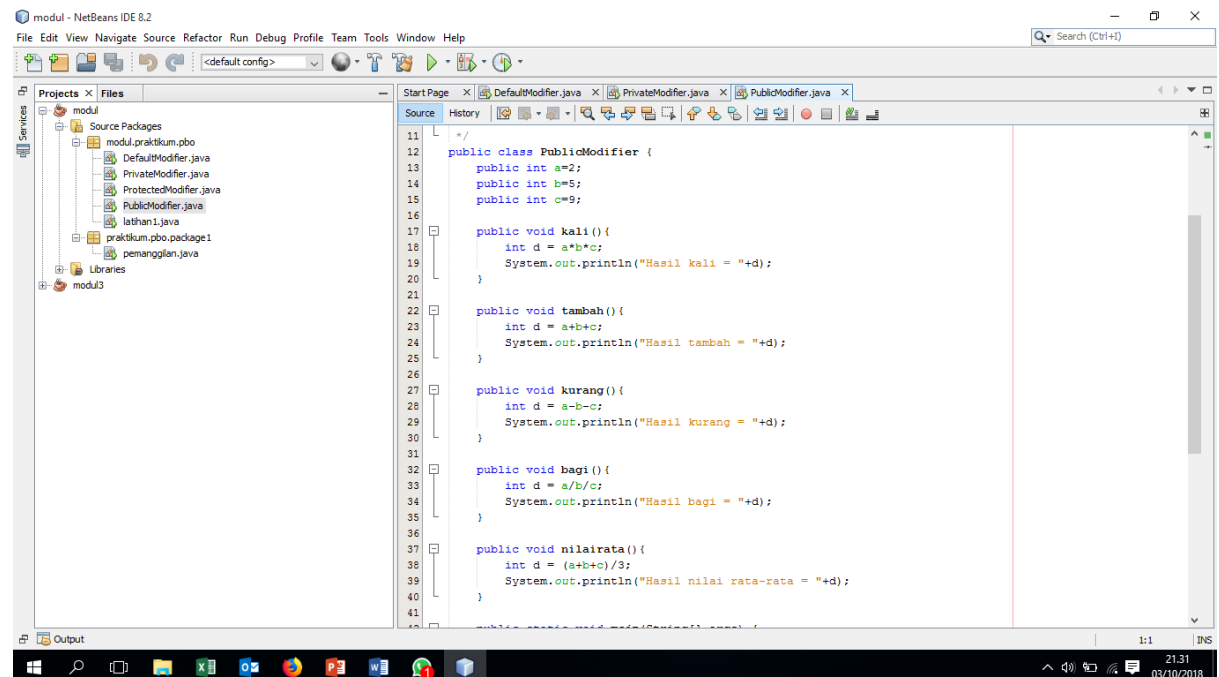 modul - NetBeans IDE 8.2
File Edit View Navigate Source Refactor Run Debug Profile Team Tools Window Help
Search (Ctrl+I)
<default config>
Projects Files
Services
modul
Source Packages
modul.praktikum.pbo
DefaultModifier.java
PrivateModifier.java
ProtectedModifier.java
PublicModifier.java
latihan1.java
praktikum.pbo.package1
pemanggilan.java
Libraries
modul3
Start Page DefaultModifier.java PrivateModifier.java PublicModifier.java
Source History
11 */
12 public class PublicModifier {
13 public int a=2;
14 public int b=5;
15 public int c=9;
16
17 public void kali(){
18 int d = a*b*c;
19 System.out.println("Hasil kali = "+d);
20 }
21
22 public void tambah(){
23 int d = a+b+c;
24 System.out.println("Hasil tambah = "+d);
25 }
26
27 public void kurang(){
28 int d = a-b-c;
29 System.out.println("Hasil kurang = "+d);
30 }
31
32 public void bagi(){
33 int d = a/b/c;
34 System.out.println("Hasil bagi = "+d);
35 }
36
37 public void nilairata(){
38 int d = (a+b+c)/3;
39 System.out.println("Hasil nilai rata-rata = "+d);
40 }
41
42 public static void main(String[] args) {
Output
1:1 INS
21.31
03/10/2018